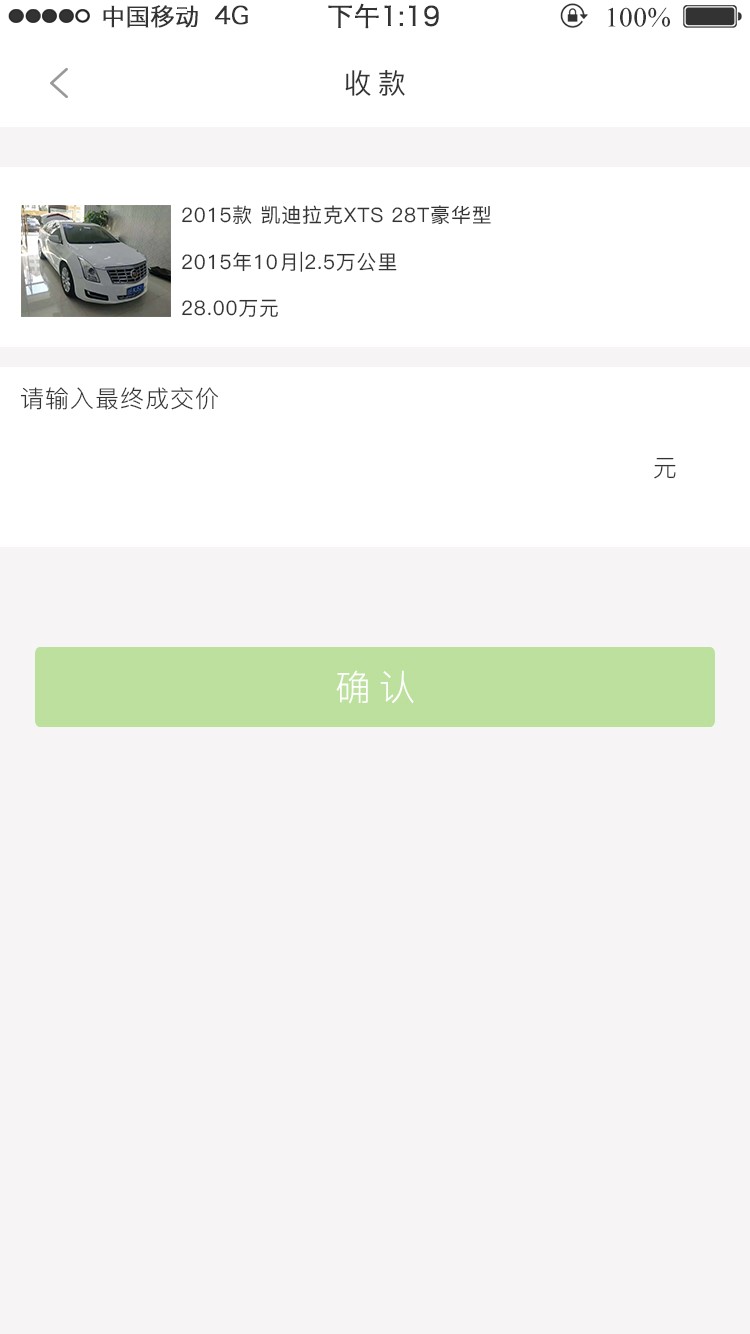 中国移动 4G 下午1:19 100%
收款
2015款 凯迪拉克XTS 28T豪华型
2015年10月|2.5万公里
28.00万元
请输入最终成交价
元
确认